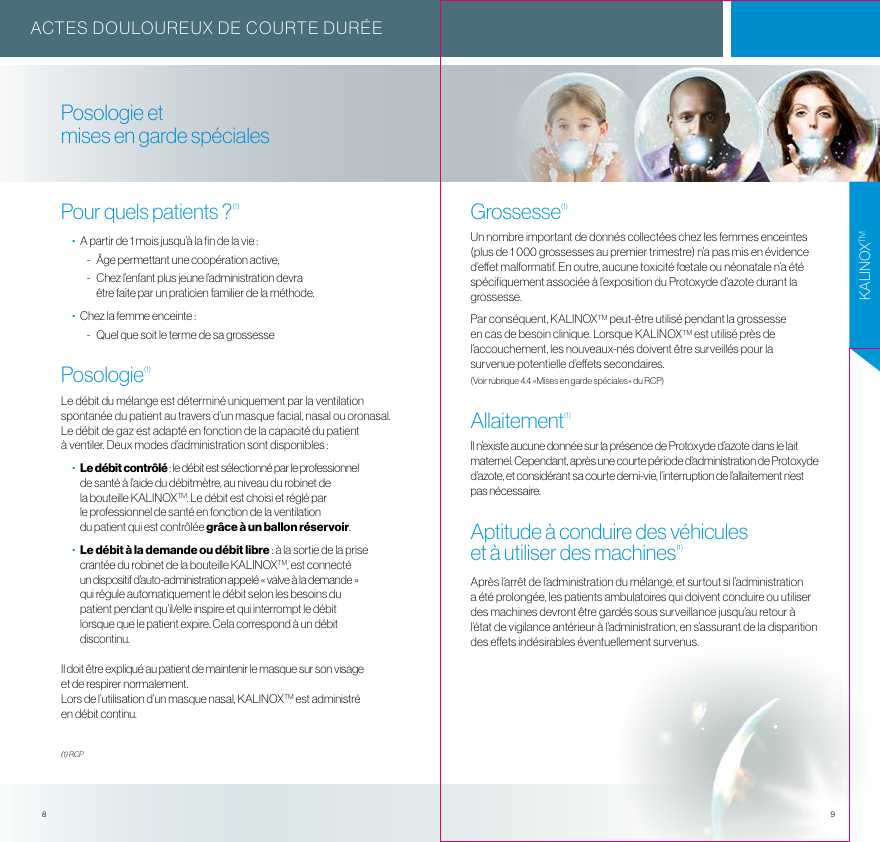 ACTES DOULOUREUX DE COURTE DURÉE
Posologie et
mises en garde spéciales
Pour quels patients ?(1)
• A partir de 1 mois jusqu'à la fin de la vie :
- Âge permettant une coopération active,
- Chez l'enfant plus jeune l'administration devra
être faite par un praticien familier de la méthode.
• Chez la femme enceinte :
- Quel que soit le terme de sa grossesse
Posologie(1)
Le débit du mélange est déterminé uniquement par la ventilation
spontanée du patient au travers d'un masque facial, nasal ou oronasal.
Le débit de gaz est adapté en fonction de la capacité du patient
à ventiler. Deux modes d'administration sont disponibles :
• Le débit contrôlé : le débit est sélectionné par le professionnel
de santé à l'aide du débitmètre, au niveau du robinet de
la bouteille KALINOX™. Le débit est choisi et réglé par
le professionnel de santé en fonction de la ventilation
du patient qui est contrôlée grâce à un ballon réservoir.
• Le débit à la demande ou débit libre : à la sortie de la prise
crantée du robinet de la bouteille KALINOX™, est connecté
un dispositif d'auto-administration appelé « valve à la demande »
qui régule automatiquement le débit selon les besoins du
patient pendant qu'il/elle inspire et qui interrompt le débit
lorsque que le patient expire. Cela correspond à un débit
discontinu.
Il doit être expliqué au patient de maintenir le masque sur son visage
et de respirer normalement.
Lors de l'utilisation d'un masque nasal, KALINOX™ est administré
en débit continu.
(1) RCP
8
Grossesse(1)
Un nombre important de donnés collectées chez les femmes enceintes
(plus de 1 000 grossesses au premier trimestre) n'a pas mis en évidence
d'effet malformatif. En outre, aucune toxicité fœtale ou néonatale n'a été
spécifiquement associée à l'exposition du Protoxyde d'azote durant la
grossesse.
Par conséquent, KALINOX™ peut-être utilisé pendant la grossesse
en cas de besoin clinique. Lorsque KALINOX™ est utilisé près de
l'accouchement, les nouveaux-nés doivent être surveillés pour la
survenue potentielle d'effets secondaires.
(Voir rubrique 4.4 «Mises en garde spéciales» du RCP)
Allaitement(1)
Il n'existe aucune donnée sur la présence de Protoxyde d'azote dans le lait
maternel. Cependant, après une courte période d'administration de Protoxyde
d'azote, et considérant sa courte demi-vie, l'interruption de l'allaitement n'est
pas nécessaire.
Aptitude à conduire des véhicules
et à utiliser des machines(1)
Après l'arrêt de l'administration du mélange, et surtout si l'administration
a été prolongée, les patients ambulatoires qui doivent conduire ou utiliser
des machines devront être gardés sous surveillance jusqu'au retour à
l'état de vigilance antérieur à l'administration, en s'assurant de la disparition
des effets indésirables éventuellement survenus.
KALINOX™
9